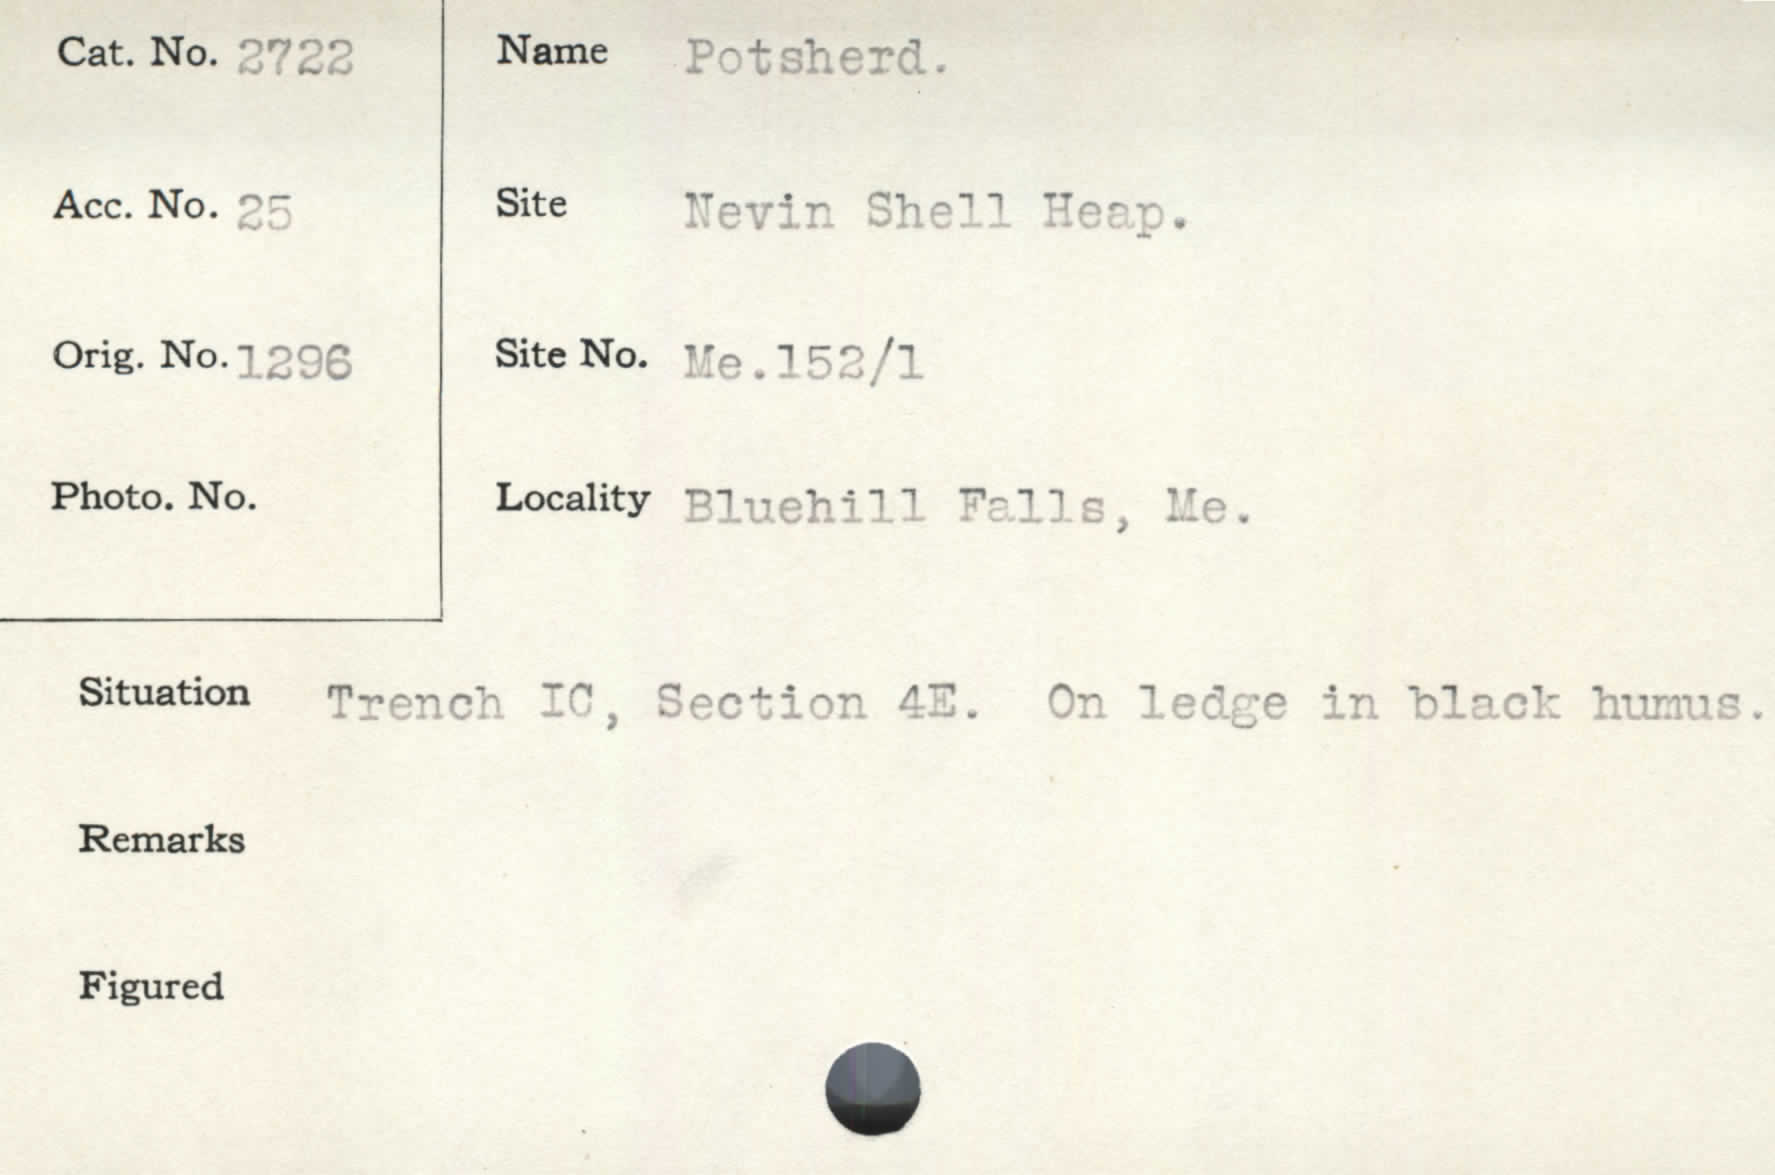 Cat. No. 2722
Name Potsherd.
Acc. No. 25
Site Nevin Shell Heap.
Orig. No. 1296
Site No. Me.152/1
Photo. No.
Locality Bluehill Falls, Me.
Situation Trench IC, Section 4E. On ledge in black humus.
Remarks
Figured